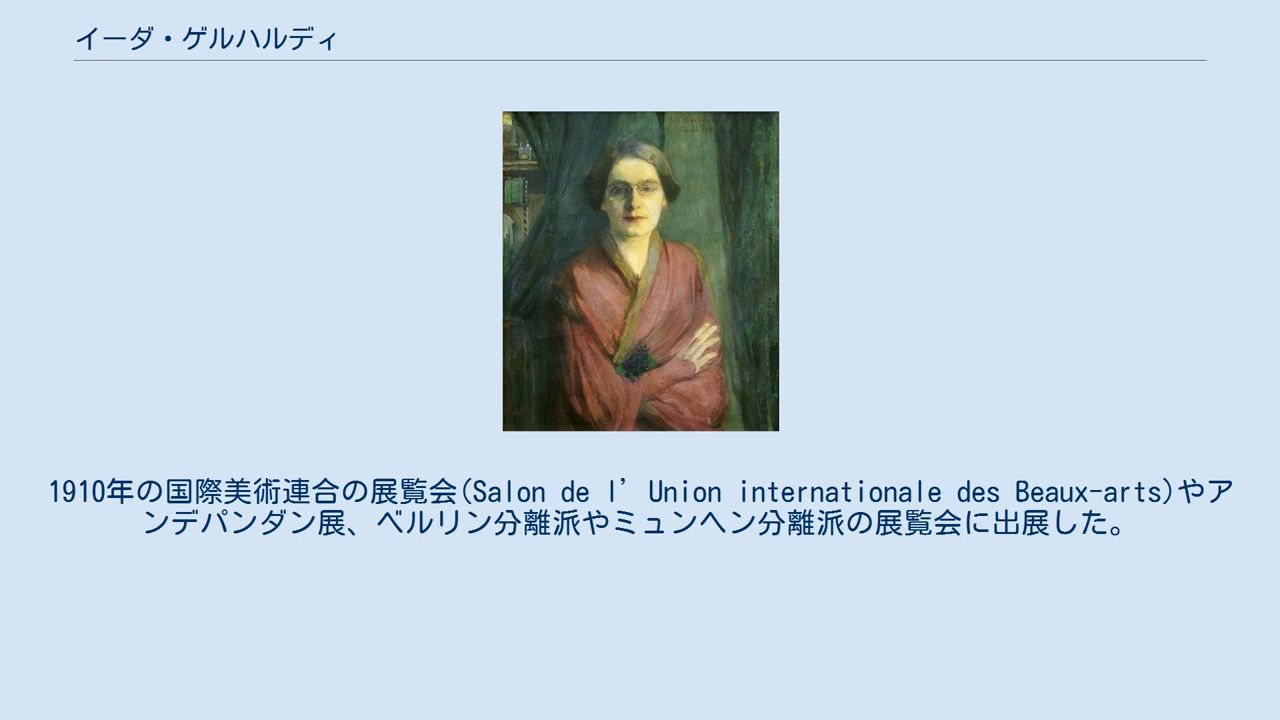 イーダ・ゲルハルディ
1910年の国際美術連合の展覧会(Salon de l’Union internationale des Beaux-arts)やア
ンデパンダン展、ベルリン分離派やミュンヘン分離派の展覧会に出展した。